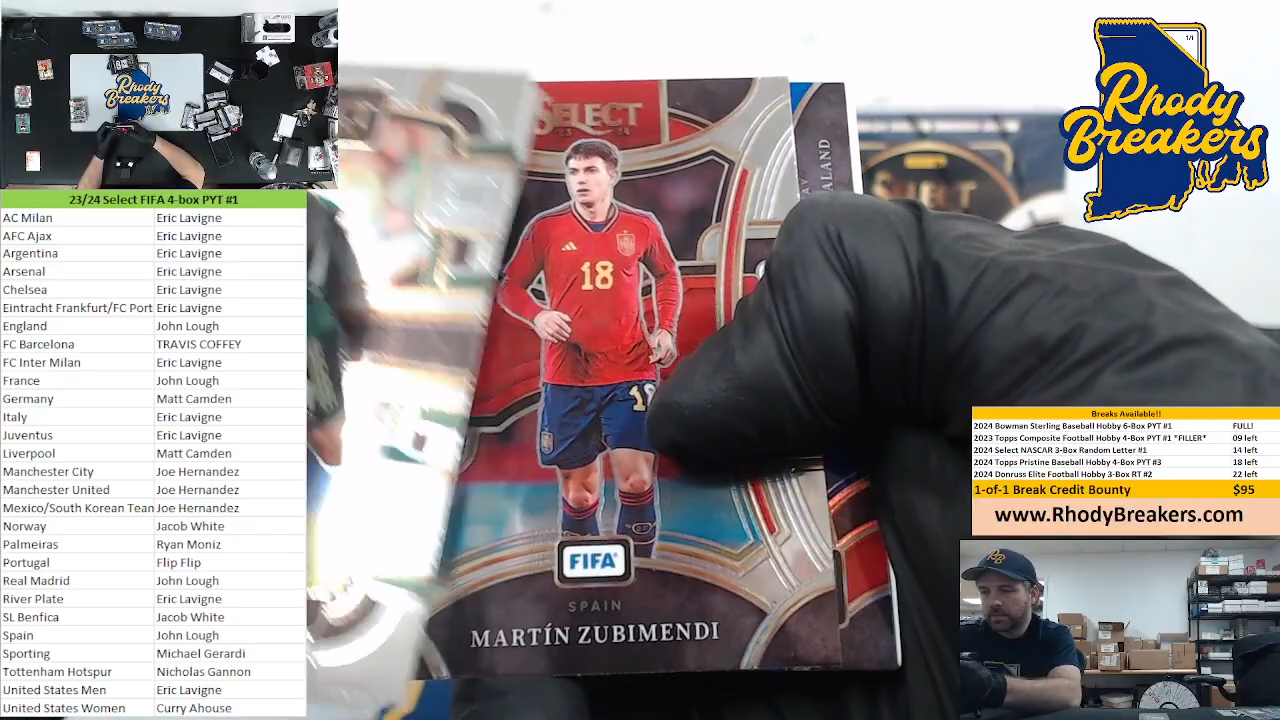 Rhody
Breakers
SELECT
23 24
AV
ALAND
1/1
Rhody
Breakers
18
18
FIFA
SPAIN
MARTÍN ZUBIMENDI
23/24 Select FIFA 4-box PYT #1
AC Milan Eric Lavigne
AFC Ajax Eric Lavigne
Argentina Eric Lavigne
Arsenal Eric Lavigne
Chelsea Eric Lavigne
Eintracht Frankfurt/FC Port Eric Lavigne
England John Lough
FC Barcelona TRAVIS COFFEY
FC Inter Milan Eric Lavigne
France John Lough
Germany Matt Camden
Italy Eric Lavigne
Juventus Eric Lavigne
Liverpool Matt Camden
Manchester City Joe Hernandez
Manchester United Joe Hernandez
Mexico/South Korean Team Joe Hernandez
Norway Jacob White
Palmeiras Ryan Moniz
Portugal Flip Flip
Real Madrid John Lough
River Plate Eric Lavigne
SL Benfica Jacob White
Spain John Lough
Sporting Michael Gerardi
Tottenham Hotspur Nicholas Gannon
United States Men Eric Lavigne
United States Women Curry Ahouse
Breaks Available!!
2024 Bowman Sterling Baseball Hobby 6-Box PYT #1 FULL!
2023 Topps Composite Football Hobby 4-Box PYT #1 *FILLER* 09 left
2024 Select NASCAR 3-Box Random Letter #1 14 left
2024 Topps Pristine Baseball Hobby 4-Box PYT #3 18 left
2024 Donruss Elite Football Hobby 3-Box RT #2 22 left
1-of-1 Break Credit Bounty $95
www.RhodyBreakers.com
RB